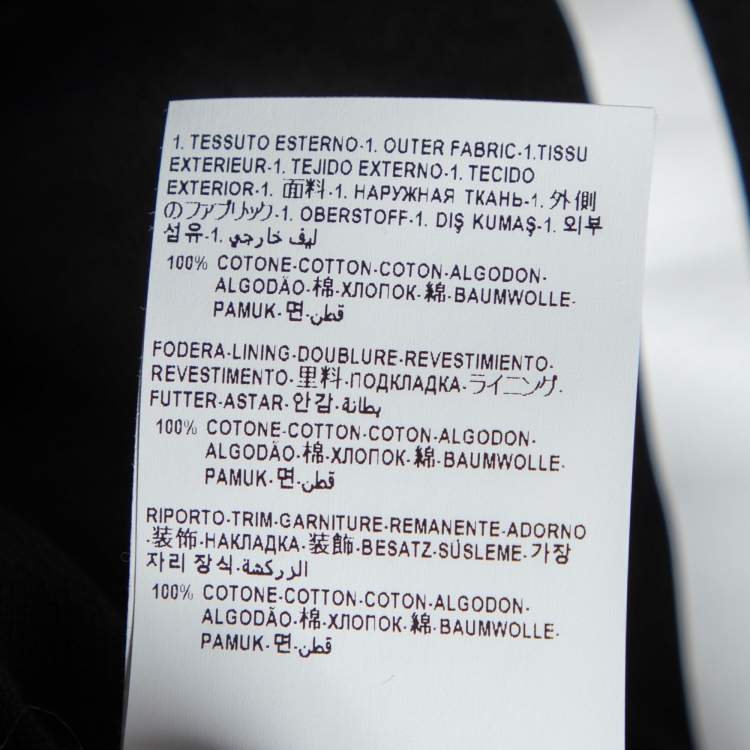 1. TESSUTO ESTERNO-1. OUTER FABRIC-1.TISSU
EXTERIEUR-1. TEJIDO EXTERNO-1. TECIDO
EXTERIOR-1. 面料-1. НАРУЖНАЯ ТКАНЬ-1. 外側
のファブリック-1. OBERSTOFF-1. DIŞ KUMAŞ-1. 외부
섬유-1. ليف خارجي
100% COTONE-COTTON-COTON-ALGODON-
ALGODÃO-棉-ХЛОПОК-綿-BAUMWOLLE-
PAMUK-면-قطن
FODERA-LINING-DOUBLURE-REVESTIMIENTO-
REVESTIMENTO-里料-ПОДКЛАДКА-ライニング-
FUTTER-ASTAR-안감-بطانة
100% COTONE-COTTON-COTON-ALGODON-
ALGODÃO-棉-ХЛОПОК-綿-BAUMWOLLE-
PAMUK-면-قطن
RIPORTO-TRIM-GARNITURE-REMANENTE-ADORNO
-装饰-НАКЛАДКА-装飾-BESATZ-SÜSLEME-가장
자리 장식-الزركشة
100% COTONE-COTTON-COTON-ALGODON-
ALGODÃO-棉-ХЛОПОК-綿-BAUMWOLLE-
PAMUK-면-قطن